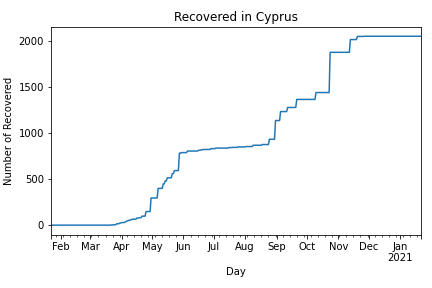 Recovered in Cyprus
Number of Recovered
2000
1500
1000
500
0
Feb Mar Apr May Jun Jul Aug Sep Oct Nov Dec Jan
2021
Day